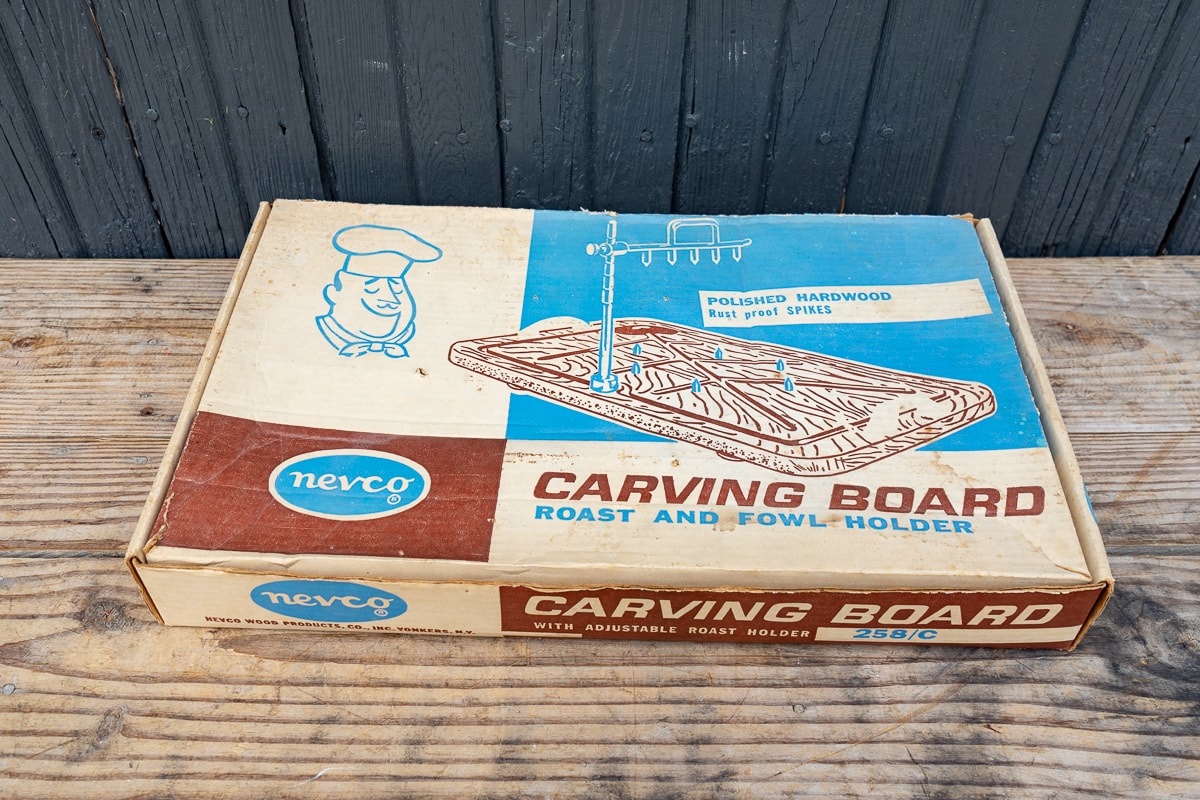 POLISHED HARDWOOD
Rust proof SPIKES
nevco ®
CARVING BOARD
ROAST AND FOWL HOLDER
nevco ®
NEVCO WOOD PRODUCTS, CO., INC. YONKERS, N.Y.
CARVING BOARD
WITH ADJUSTABLE ROAST HOLDER
258/C